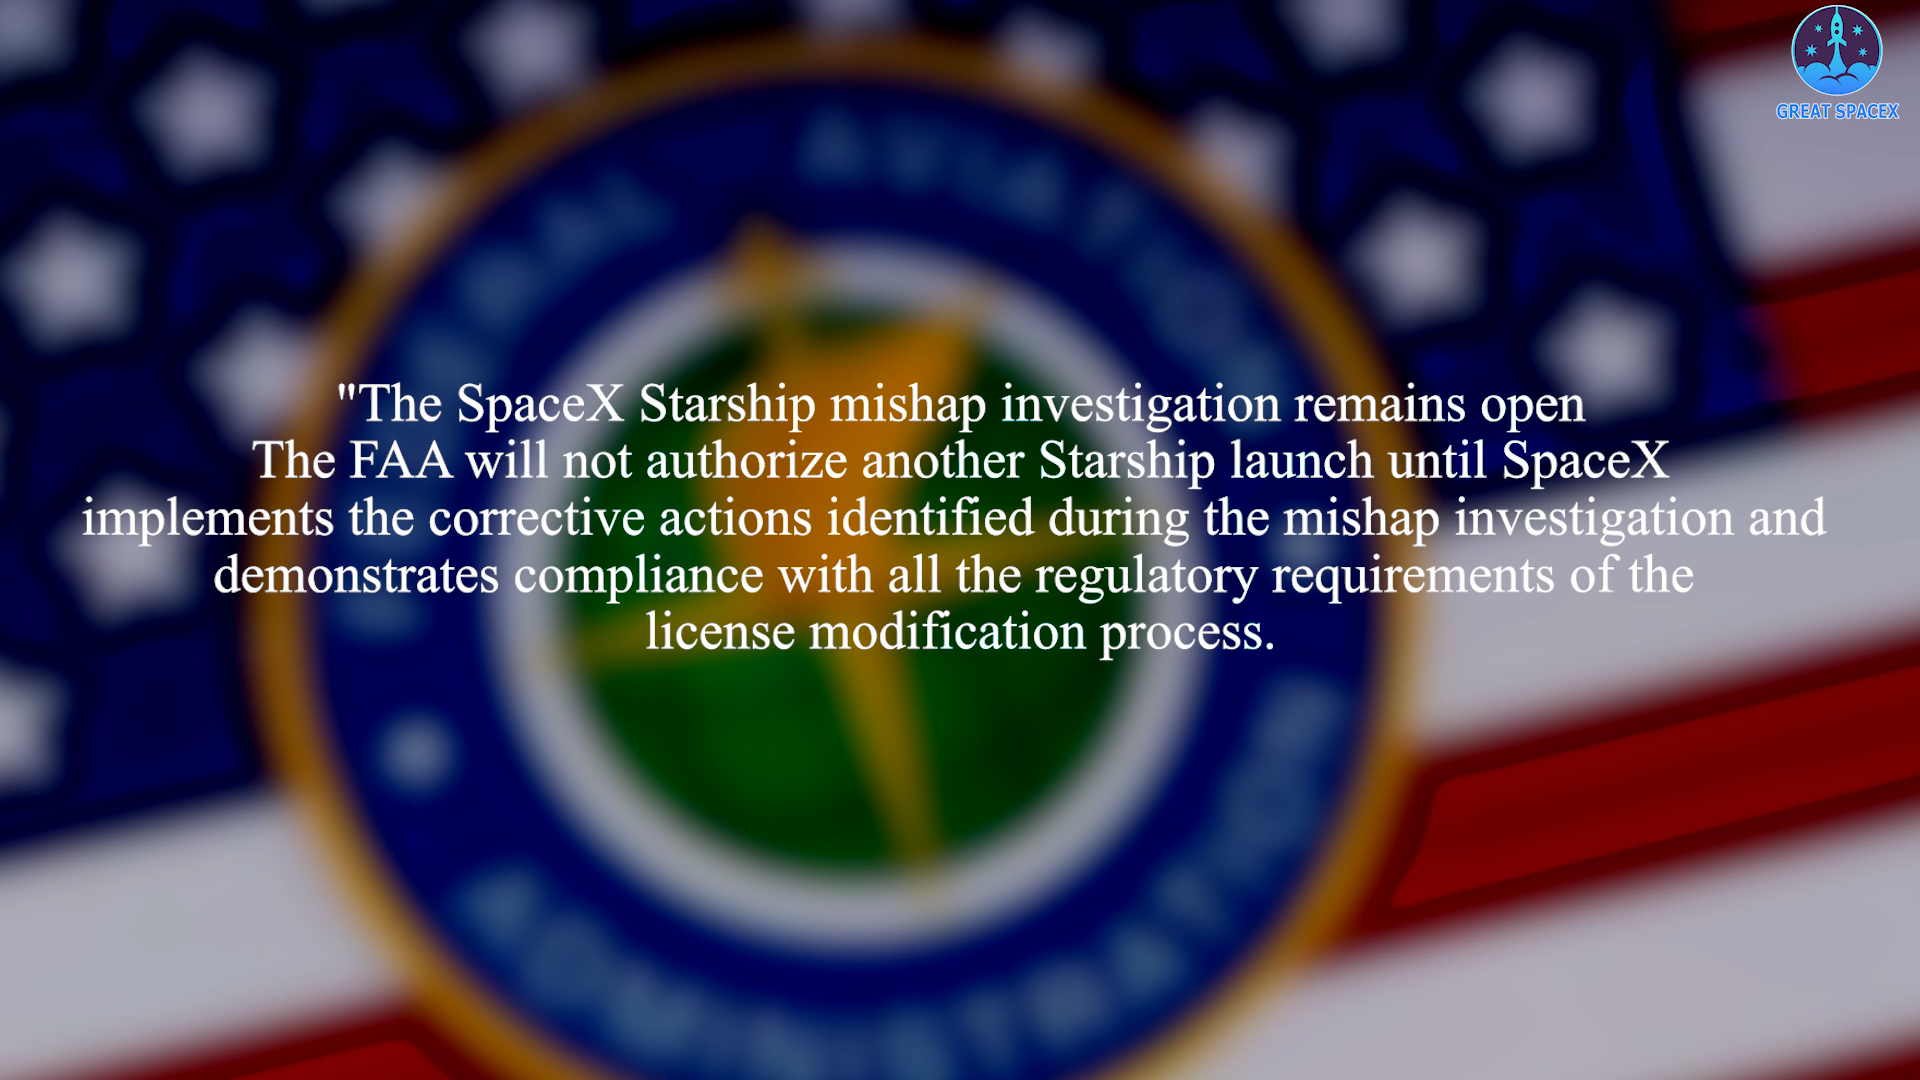 GREAT SPACEX
"The SpaceX Starship mishap investigation remains open
The FAA will not authorize another Starship launch until SpaceX
implements the corrective actions identified during the mishap investigation and
demonstrates compliance with all the regulatory requirements of the
license modification process.
AVIATION
ADMINISTRATION